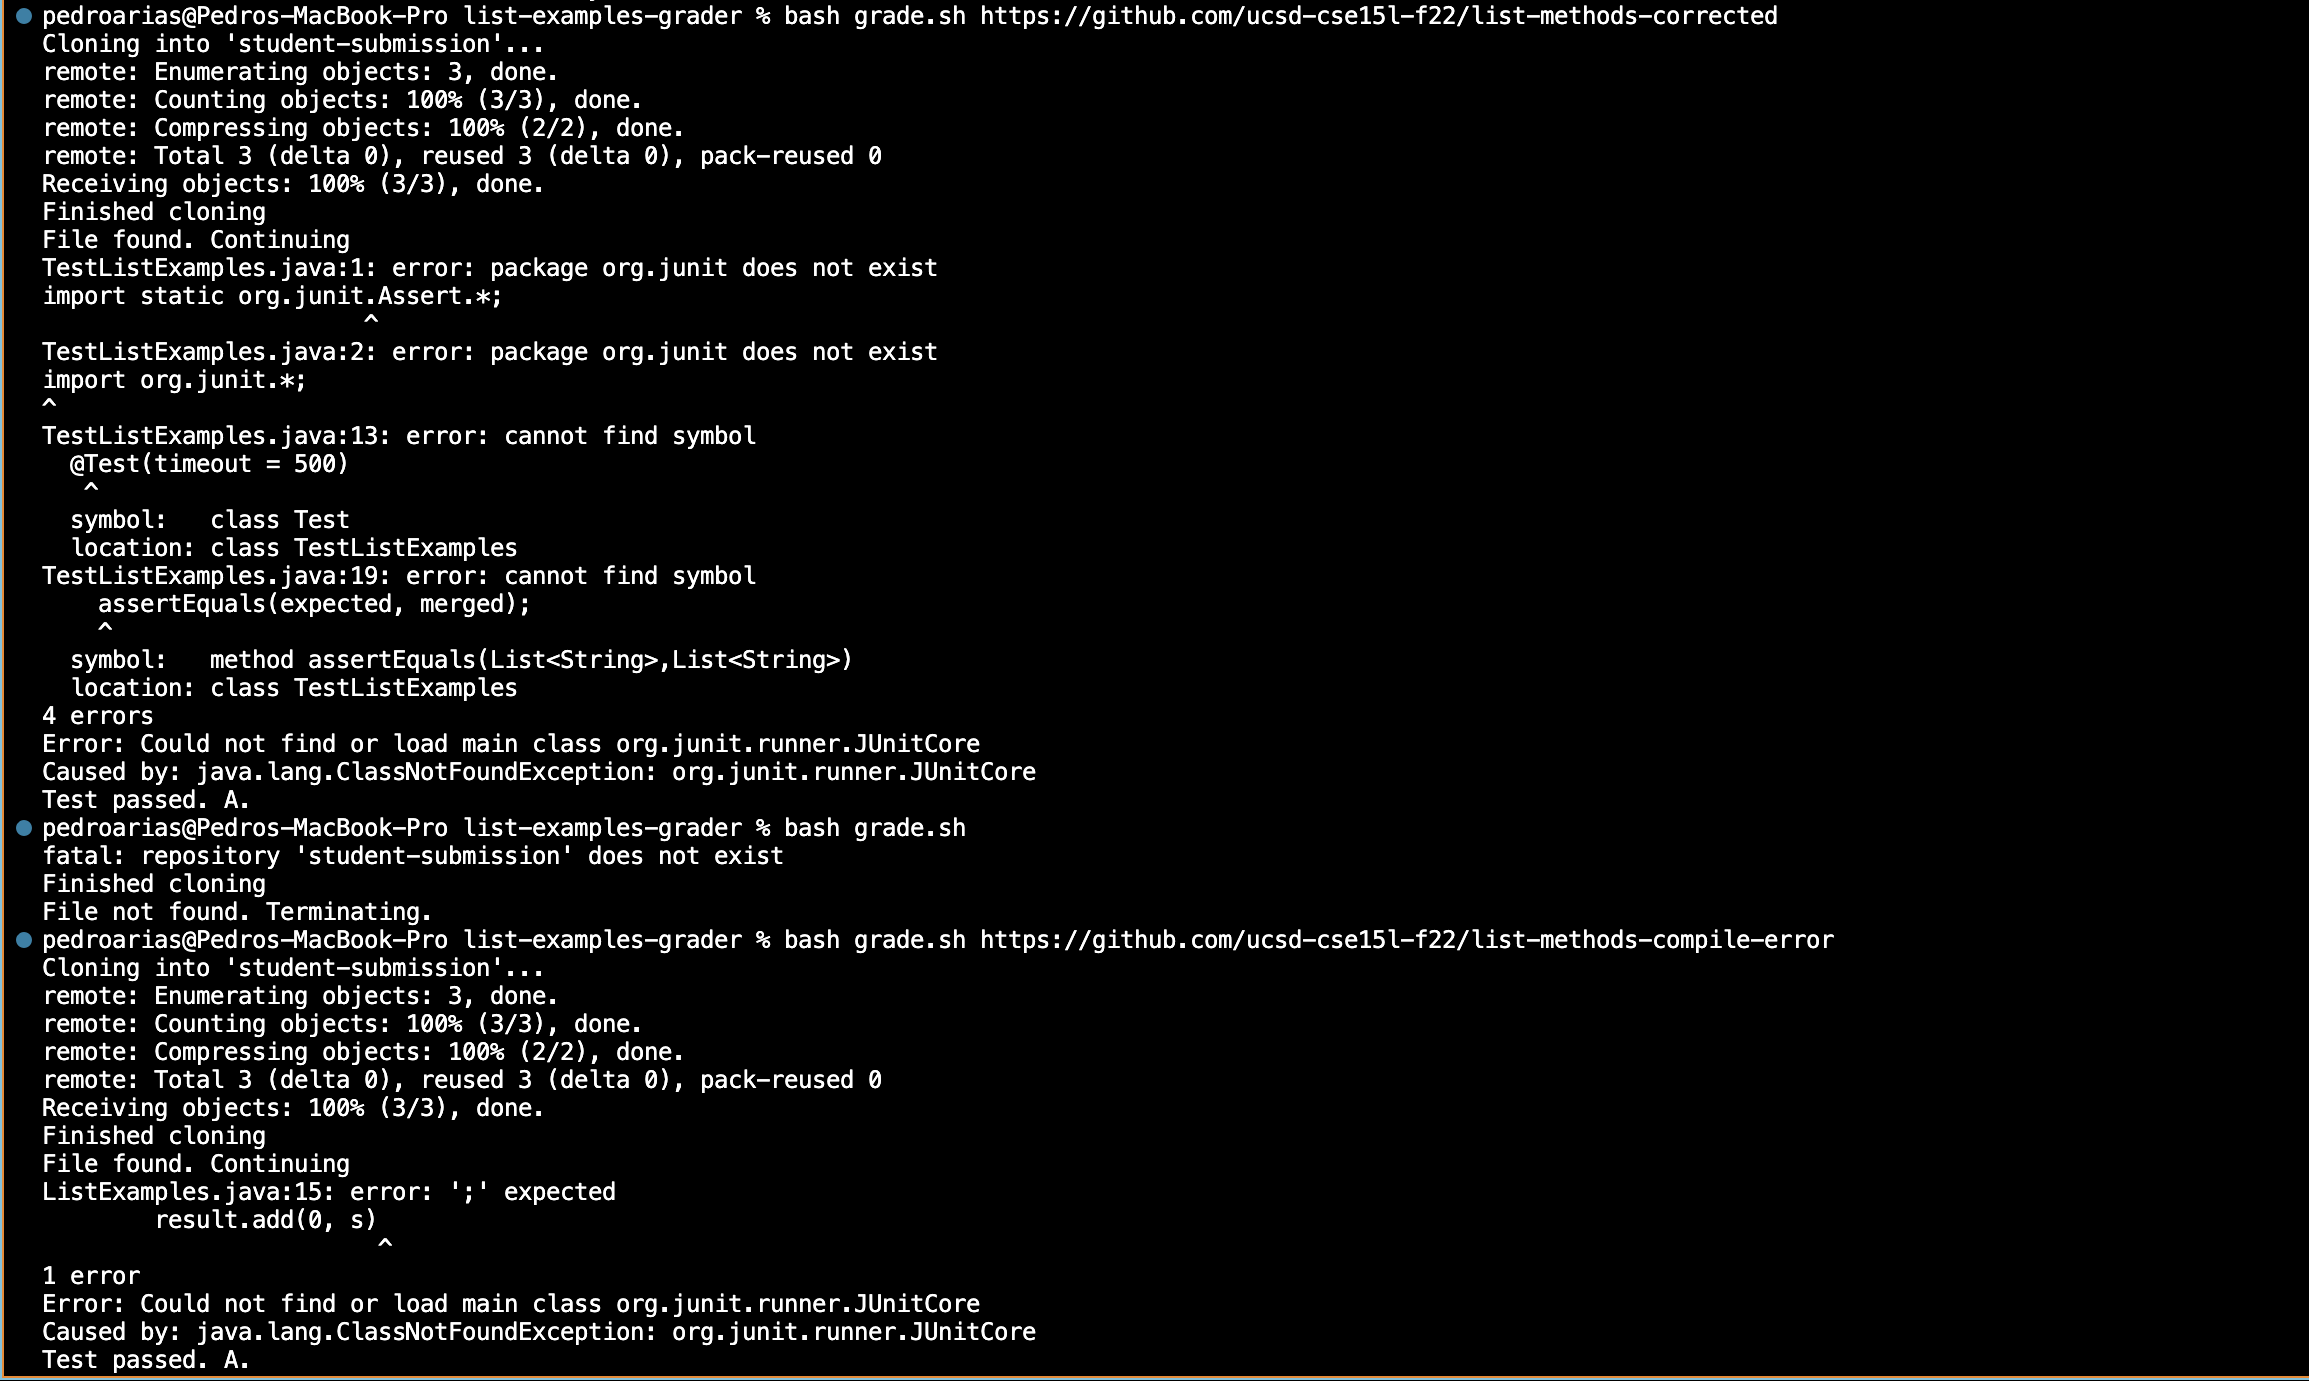 pedroarias@Pedros-MacBook-Pro list-examples-grader % bash grade.sh https://github.com/ucsd-cse15l-f22/list-methods-corrected
Cloning into 'student-submission'...
remote: Enumerating objects: 3, done.
remote: Counting objects: 100% (3/3), done.
remote: Compressing objects: 100% (2/2), done.
remote: Total 3 (delta 0), reused 3 (delta 0), pack-reused 0
Receiving objects: 100% (3/3), done.
Finished cloning
File found. Continuing
TestListExamples.java:1: error: package org.junit does not exist
import static org.junit.Assert.*;
                       ^
TestListExamples.java:2: error: package org.junit does not exist
import org.junit.*;
^
TestListExamples.java:13: error: cannot find symbol
  @Test(timeout = 500)
   ^
  symbol:   class Test
  location: class TestListExamples
TestListExamples.java:19: error: cannot find symbol
    assertEquals(expected, merged);
    ^
  symbol:   method assertEquals(List<String>,List<String>)
  location: class TestListExamples
4 errors
Error: Could not find or load main class org.junit.runner.JUnitCore
Caused by: java.lang.ClassNotFoundException: org.junit.runner.JUnitCore
Test passed. A.
pedroarias@Pedros-MacBook-Pro list-examples-grader % bash grade.sh
fatal: repository 'student-submission' does not exist
Finished cloning
File not found. Terminating.
pedroarias@Pedros-MacBook-Pro list-examples-grader % bash grade.sh https://github.com/ucsd-cse15l-f22/list-methods-compile-error
Cloning into 'student-submission'...
remote: Enumerating objects: 3, done.
remote: Counting objects: 100% (3/3), done.
remote: Compressing objects: 100% (2/2), done.
remote: Total 3 (delta 0), reused 3 (delta 0), pack-reused 0
Receiving objects: 100% (3/3), done.
Finished cloning
File found. Continuing
ListExamples.java:15: error: ';' expected
        result.add(0, s)
                        ^
1 error
Error: Could not find or load main class org.junit.runner.JUnitCore
Caused by: java.lang.ClassNotFoundException: org.junit.runner.JUnitCore
Test passed. A.